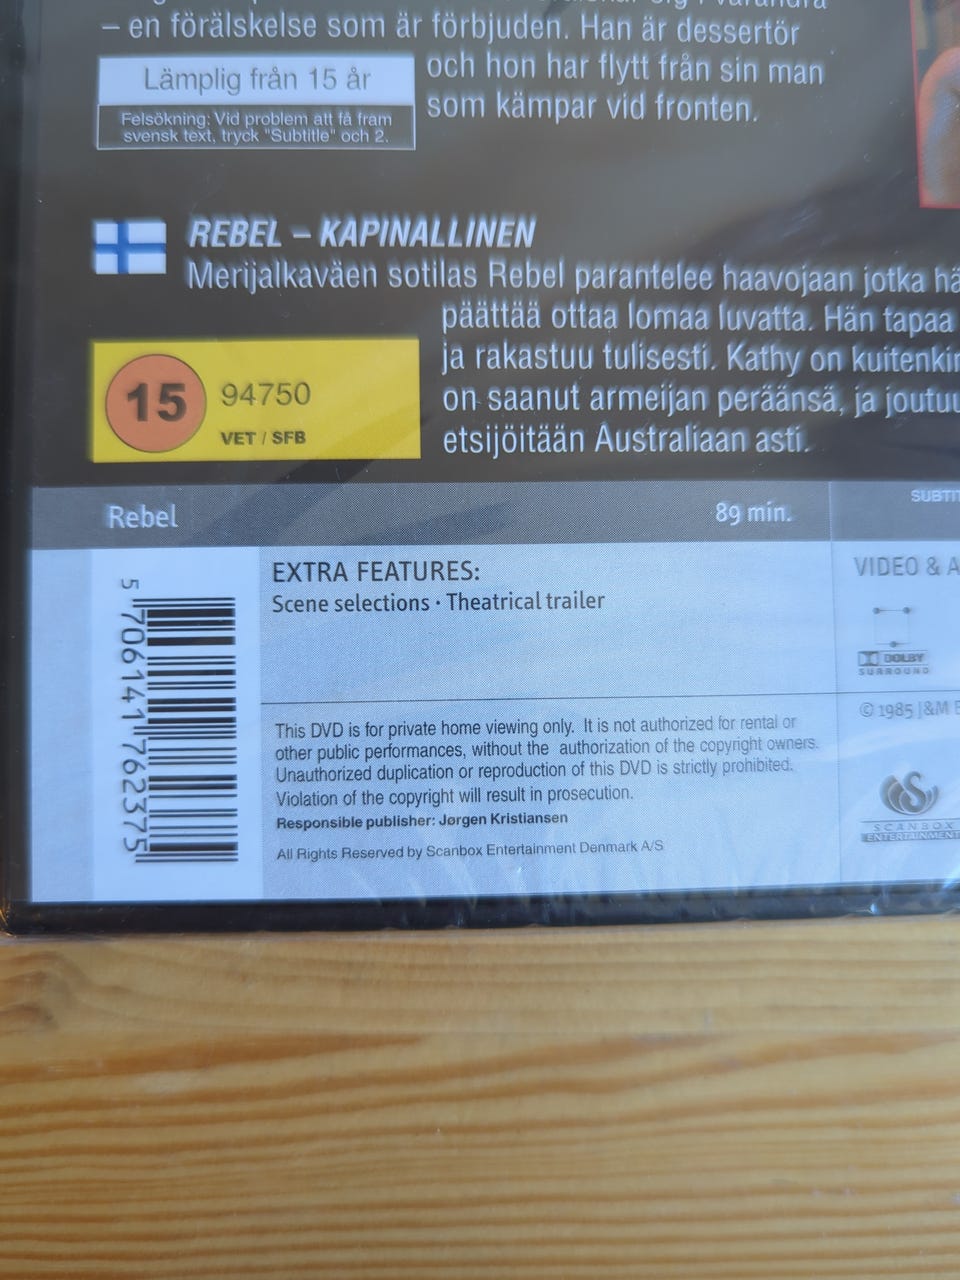 – en förälskelse som är förbjuden. Han är dessertör
och hon har flytt från sin man
som kämpar vid fronten.
Lämplig från 15 år
Felsökning: Vid problem att få fram
svensk text, tryck "Subtitle" och 2.
REBEL – KAPINALLINEN
Merijalkaväen sotilas Rebel parantelee haavojaan jotka hä
päättää ottaa lomaa luvatta. Hän tapaa
ja rakastuu tulisesti. Kathy on kuitenkin
on saanut armeijan peräänsä, ja joutuu
etsijöitään Australiaan asti.
15
94750
VET / SFB
Rebel
89 min.
SUBTIT
EXTRA FEATURES:
Scene selections · Theatrical trailer
VIDEO & A
DOLBY
SURROUND
5 706141 762375
This DVD is for private home viewing only. It is not authorized for rental or
other public performances, without the authorization of the copyright owners.
Unauthorized duplication or reproduction of this DVD is strictly prohibited.
Violation of the copyright will result in prosecution.
Responsible publisher: Jørgen Kristiansen
All Rights Reserved by Scanbox Entertainment Denmark A/S
© 1985 J&M E
SCANBOX
ENTERTAINMENT